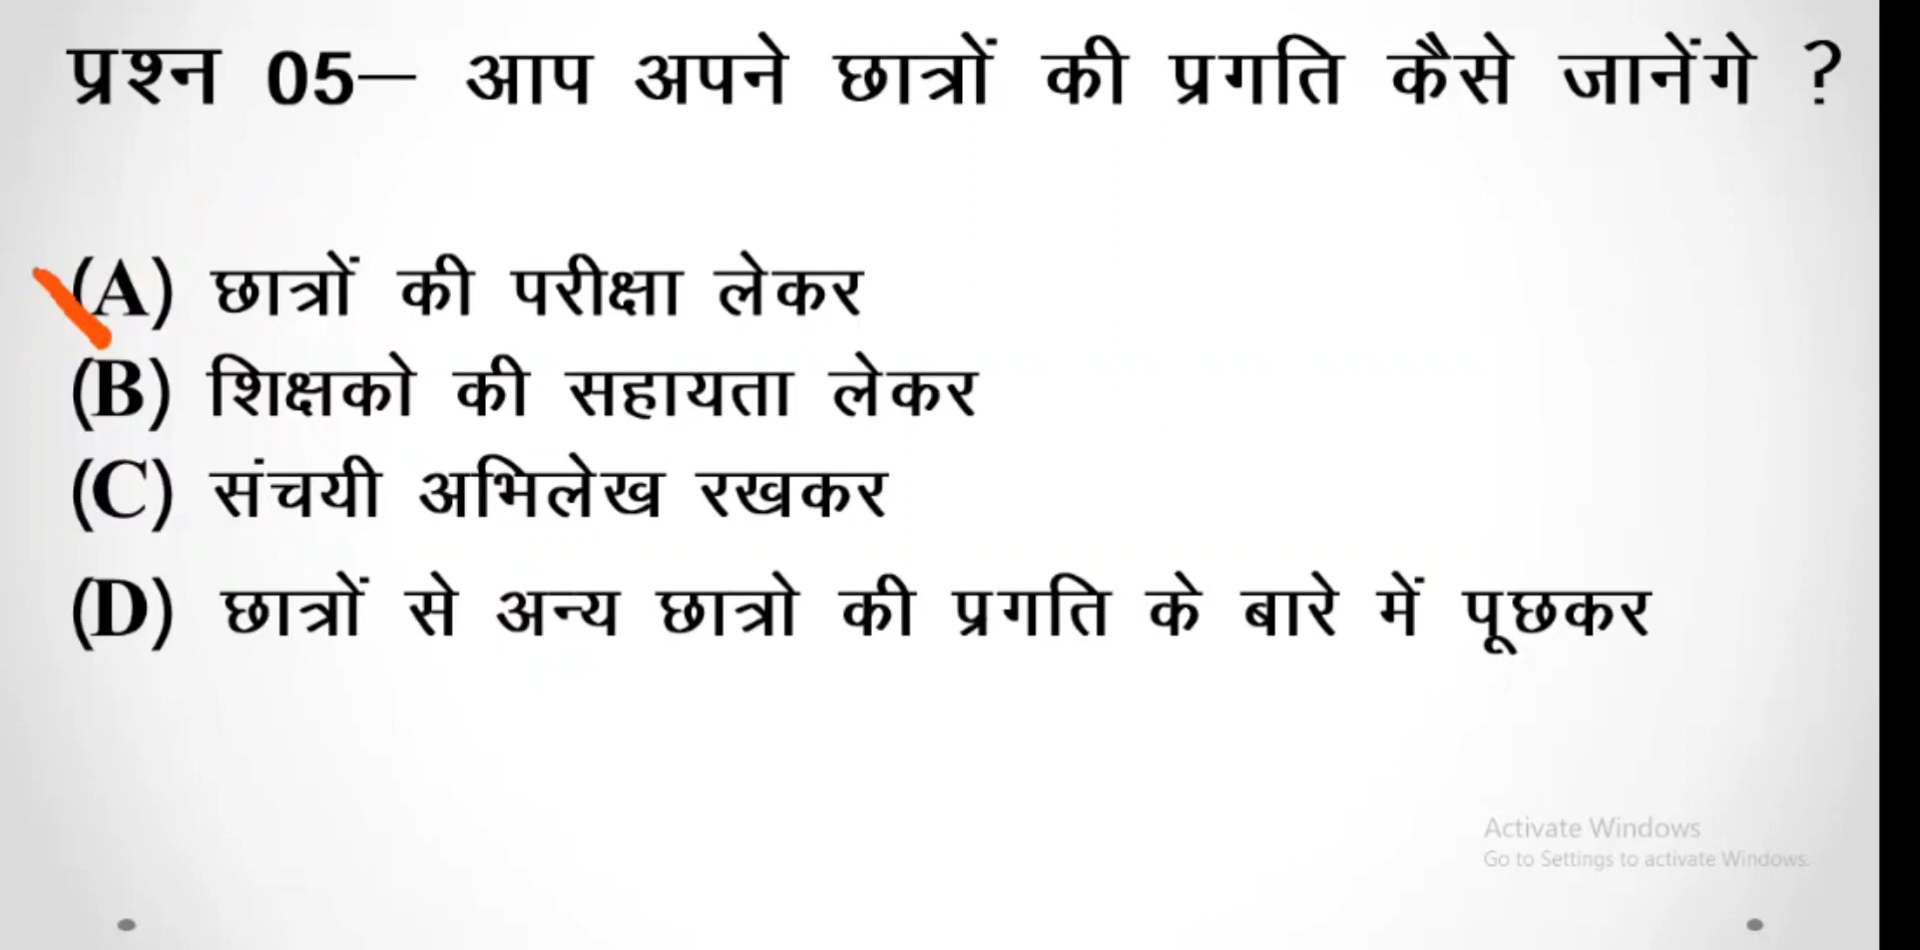 प्रश्न 05– आप अपने छात्रों की प्रगति कैसे जानेंगे ?
(A) छात्रों की परीक्षा लेकर
(B) शिक्षको की सहायता लेकर
(C) संचयी अभिलेख रखकर
(D) छात्रों से अन्य छात्रो की प्रगति के बारे में पूछकर
Activate Windows
Go to Settings to activate Windows.